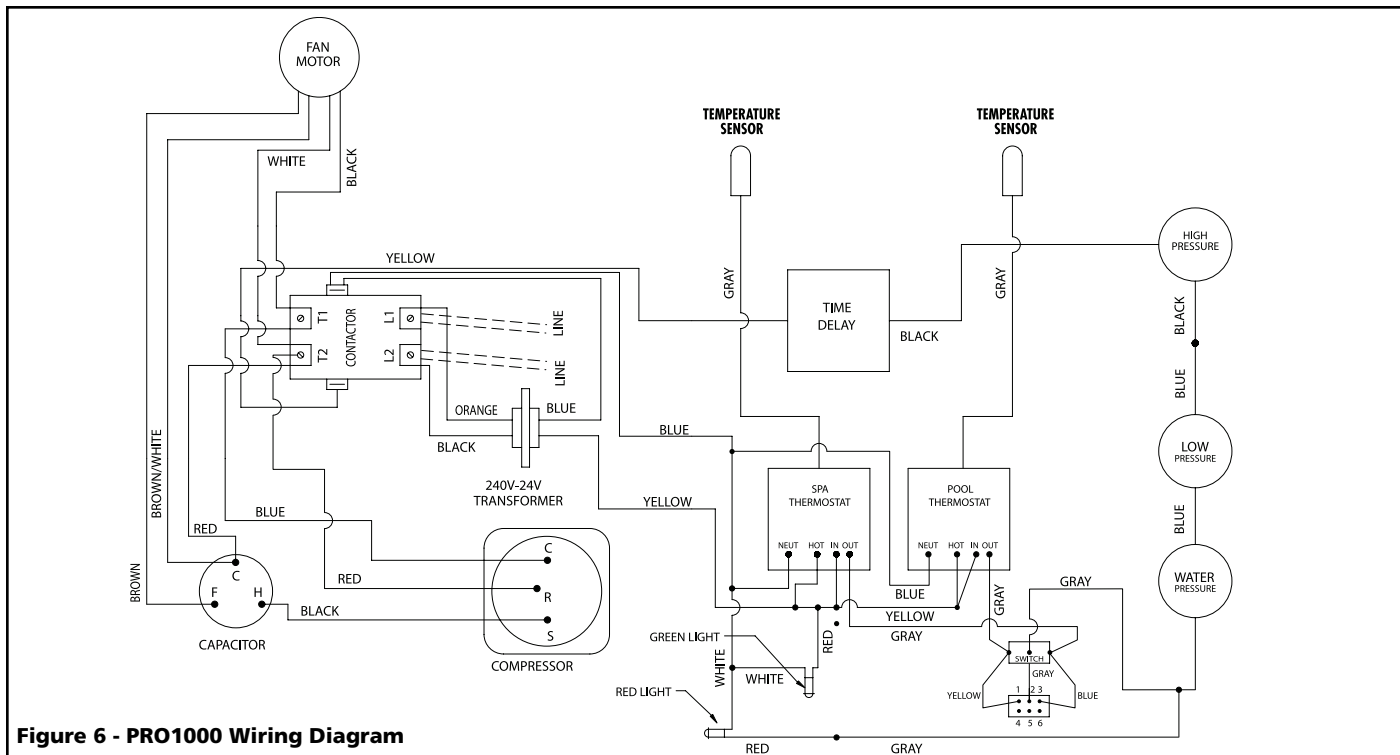 FAN
MOTOR
WHITE
BLACK
TEMPERATURE
SENSOR
TEMPERATURE
SENSOR
HIGH
PRESSURE
YELLOW
GRAY
GRAY
TIME
DELAY
BLACK
BLACK
T1
T2
CONTACTOR
L1
L2
LINE
LINE
BLUE
ORANGE
BLUE
BLACK
BLUE
240V-24V
TRANSFORMER
YELLOW
LOW
PRESSURE
BLUE
SPA
THERMOSTAT
NEUT
HOT
IN
OUT
POOL
THERMOSTAT
NEUT
HOT
IN
OUT
WATER
PRESSURE
BROWN/WHITE
RED
BLUE
BROWN
C
F
H
CAPACITOR
RED
BLACK
C
R
S
COMPRESSOR
BLUE
YELLOW
GRAY
GRAY
GRAY
RED
GREEN LIGHT
WHITE
WHITE
RED LIGHT
SWITCH
GRAY
YELLOW
BLUE
1 2 3
4 5 6
RED
GRAY
Figure 6 - PRO1000 Wiring Diagram